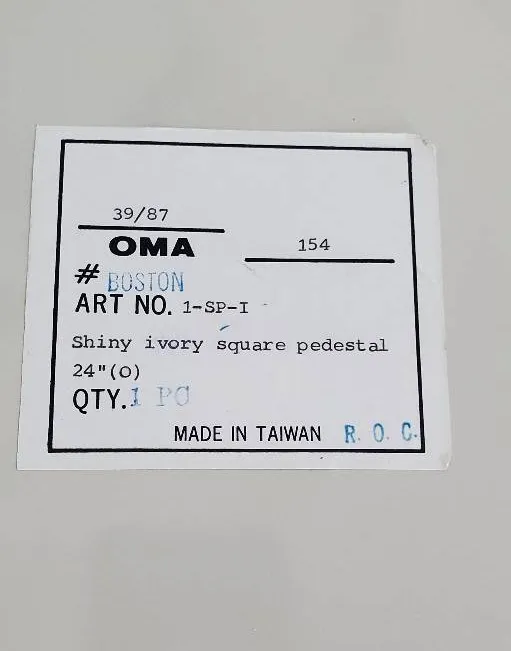 39/87
OMA 154
# BOSTON
ART NO. 1-SP-I
Shiny ivory square pedestal
24"(O)
QTY. 1 PC
MADE IN TAIWAN R. O. C.